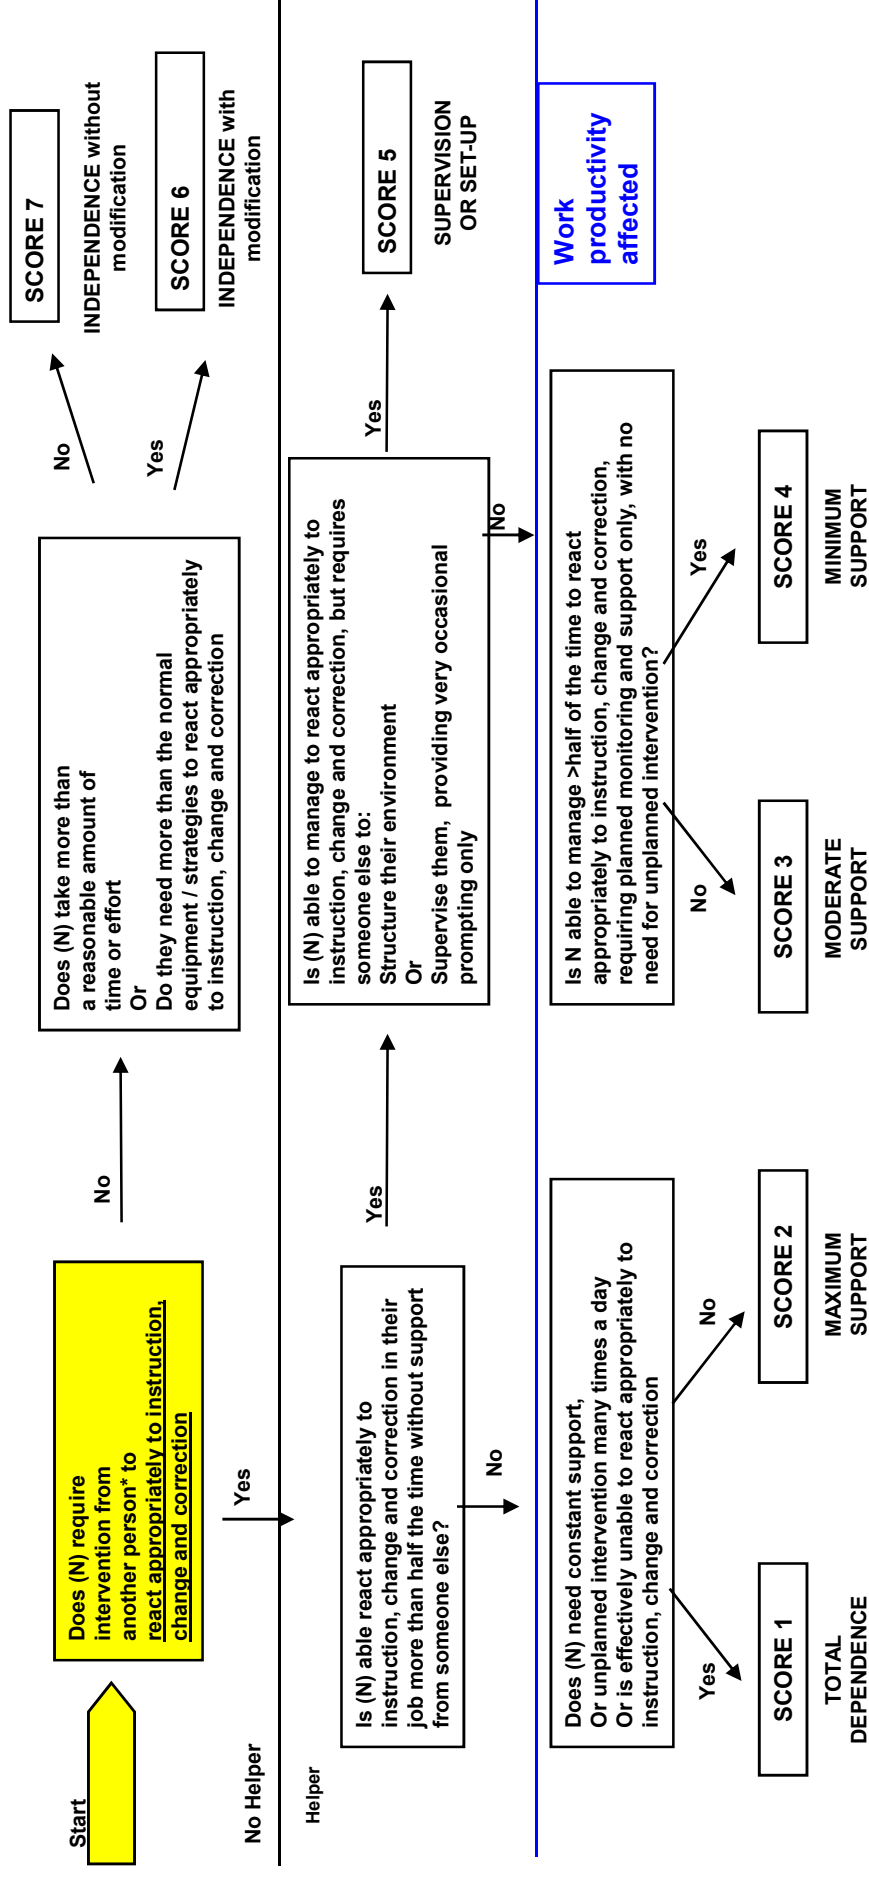 Start
Does (N) require
intervention from
another person* to
react appropriately to instruction,
change and correction
No
Does (N) take more than
a reasonable amount of
time or effort
Or
Do they need more than the normal
equipment / strategies to react appropriately
to instruction, change and correction
No
SCORE 7
INDEPENDENCE without
modification
Yes
SCORE 6
INDEPENDENCE with
modification
Yes
No Helper
Helper
Is (N) able react appropriately to
instruction, change and correction in their
job more than half the time without support
from someone else?
Yes
Is (N) able to manage to react appropriately to
instruction, change and correction, but requires
someone else to:
Structure their environment
Or
Supervise them, providing very occasional
prompting only
Yes
SCORE 5
SUPERVISION
OR SET-UP
No
No
Work
productivity
affected
Does (N) need constant support,
Or unplanned intervention many times a day
Or is effectively unable to react appropriately to
instruction, change and correction
Yes
No
SCORE 1
TOTAL
DEPENDENCE
SCORE 2
MAXIMUM
SUPPORT
Is N able to manage >half of the time to react
appropriately to instruction, change and correction,
requiring planned monitoring and support only, with no
need for unplanned intervention?
No
Yes
SCORE 3
MODERATE
SUPPORT
SCORE 4
MINIMUM
SUPPORT